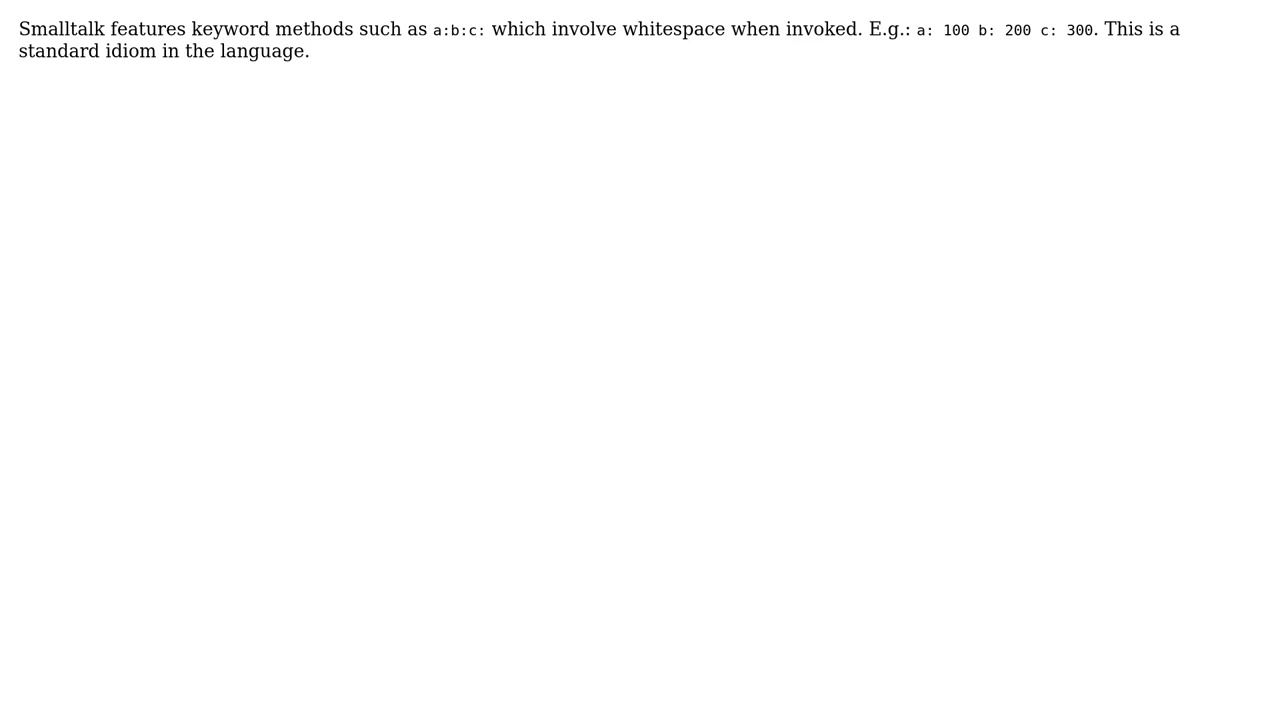 Smalltalk features keyword methods such as a:b:c: which involve whitespace when invoked. E.g.: a: 100 b: 200 c: 300. This is a
standard idiom in the language.